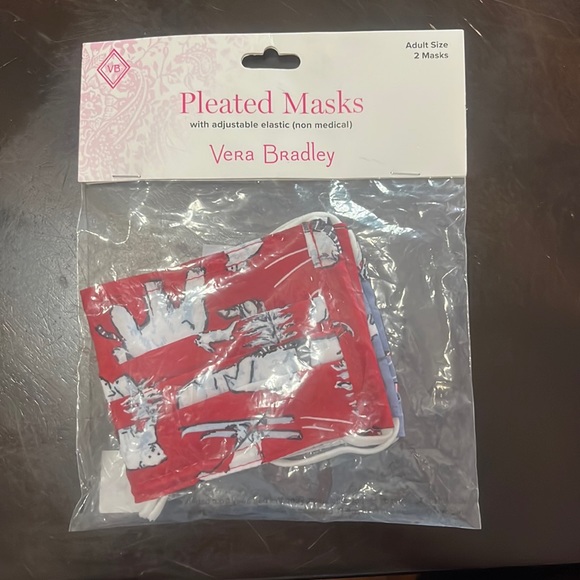 VB
Adult Size
2 Masks
Pleated Masks
with adjustable elastic (non medical)
Vera Bradley